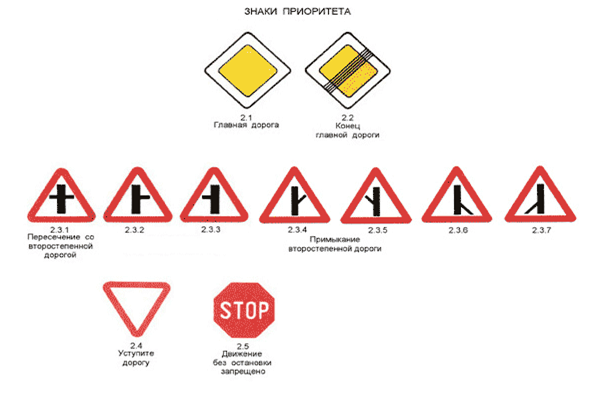 ЗНАКИ ПРИОРИТЕТА
2.1
Главная дорога
2.2
Конец
главной дороги
2.3.1
Пересечение со
второстепенной
дорогой
2.3.2
2.3.3
2.3.4
2.3.5
2.3.6
2.3.7
Примыкание
второстепенной дороги
2.4
Уступите
дорогу
STOP
2.5
Движение
без остановки
запрещено